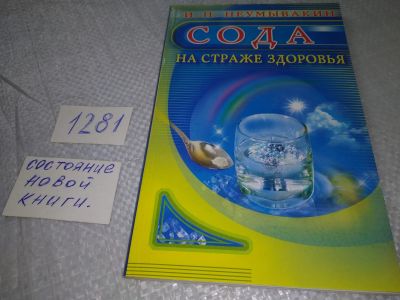 И. П. НЕУМЫВАКИН
СОДА
НА СТРАЖЕ ЗДОРОВЬЯ
1281
СОСТОЯНИЕ
НОВОЙ
КНИГИ.